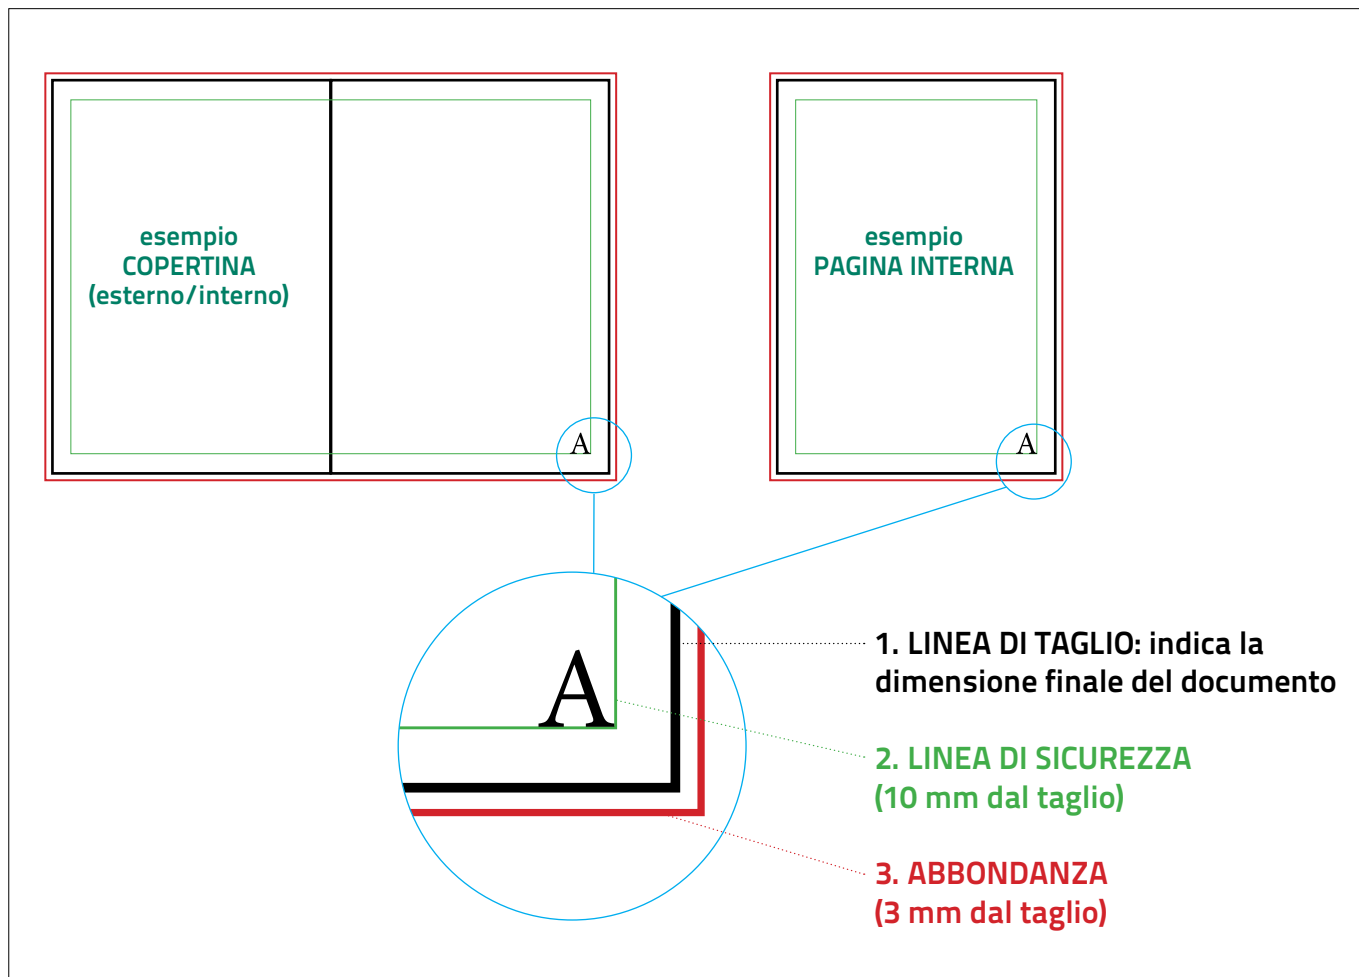 esempio
COPERTINA
(esterno/interno)
A
esempio
PAGINA INTERNA
A
A
1. LINEA DI TAGLIO: indica la
dimensione finale del documento
2. LINEA DI SICUREZZA
(10 mm dal taglio)
3. ABBONDANZA
(3 mm dal taglio)